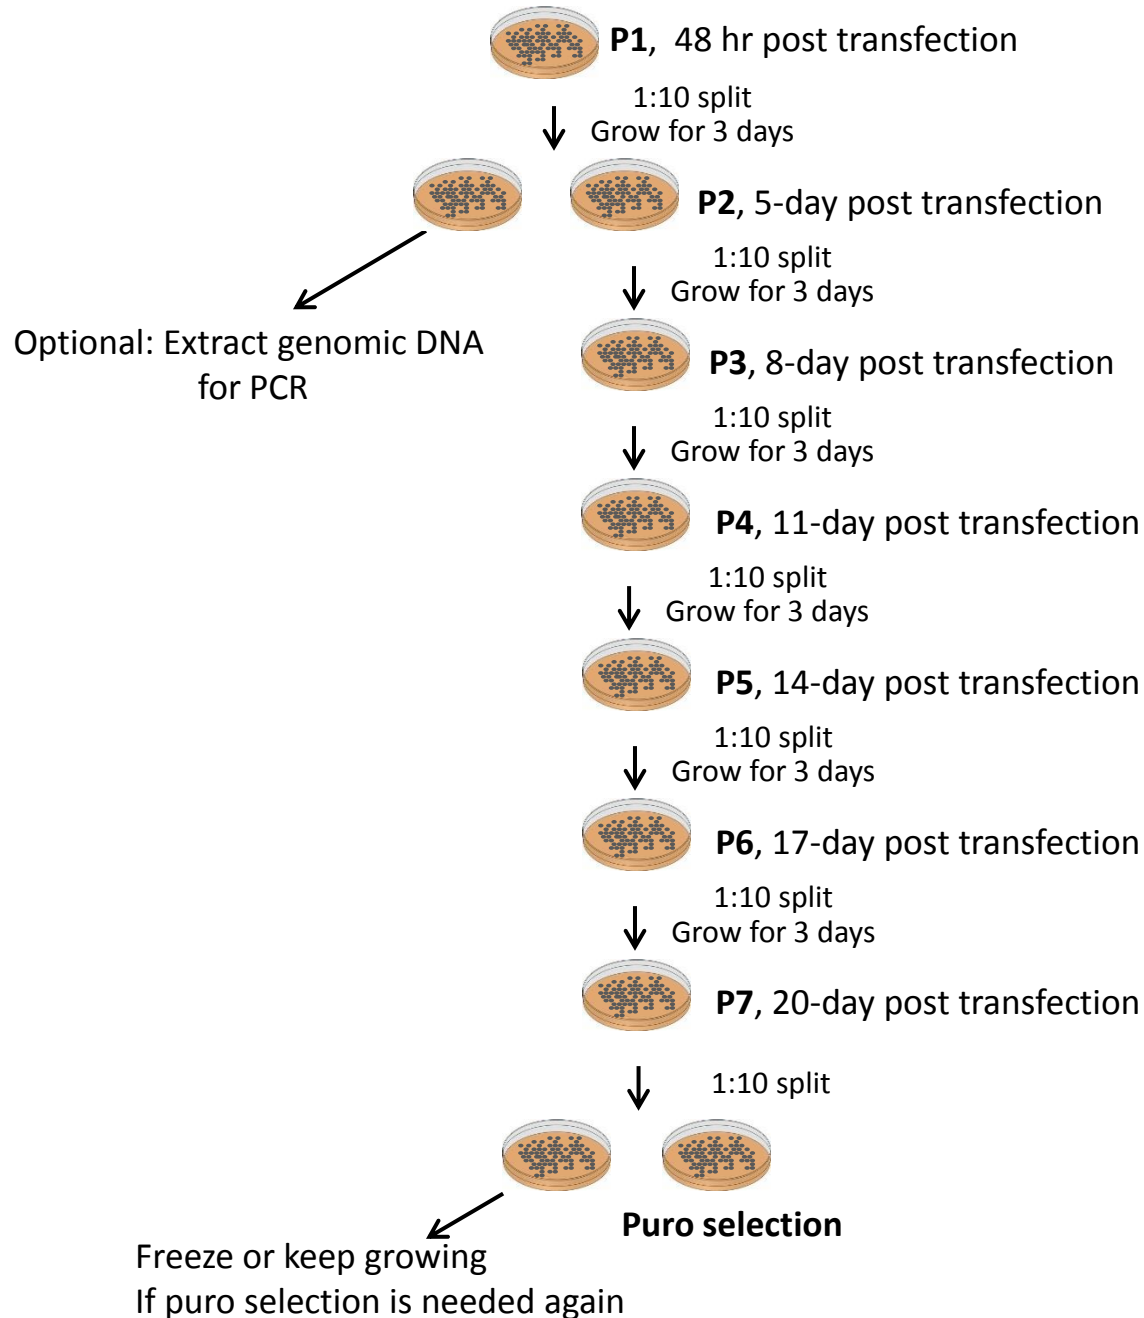 P1, 48 hr post transfection
1:10 split
Grow for 3 days
P2, 5-day post transfection
1:10 split
Grow for 3 days
Optional: Extract genomic DNA
for PCR
P3, 8-day post transfection
1:10 split
Grow for 3 days
P4, 11-day post transfection
1:10 split
Grow for 3 days
P5, 14-day post transfection
1:10 split
Grow for 3 days
P6, 17-day post transfection
1:10 split
Grow for 3 days
P7, 20-day post transfection
1:10 split
Puro selection
Freeze or keep growing
If puro selection is needed again